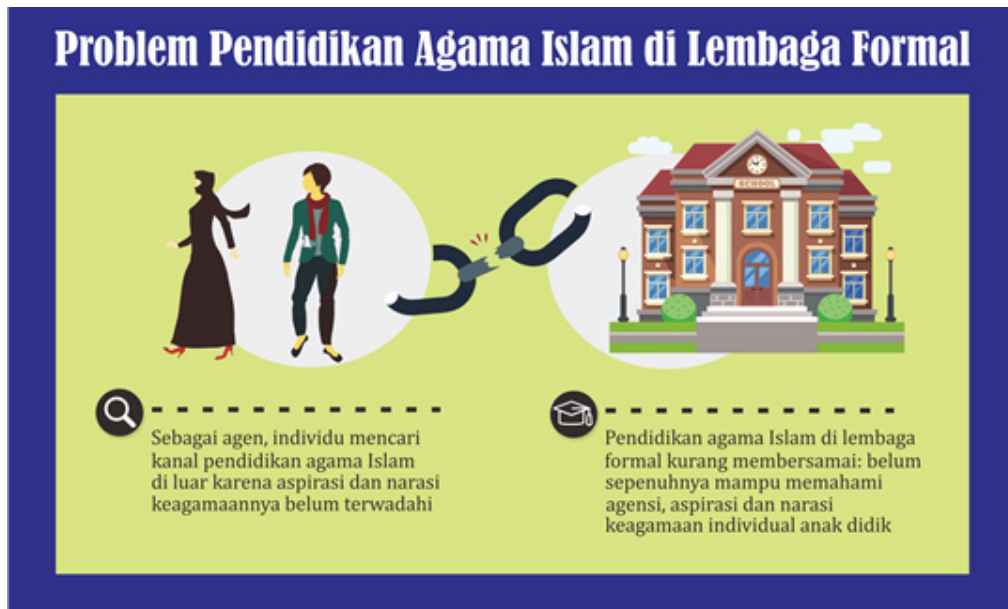 Problem Pendidikan Agama Islam di Lembaga Formal
SCHOOL
Sebagai agen, individu mencari
kanal pendidikan agama Islam
di luar karena aspirasi dan narasi
keagamaannya belum terwadahi
Pendidikan agama Islam di lembaga
formal kurang membersamai: belum
sepenuhnya mampu memahami
agensi, aspirasi dan narasi
keagamaan individual anak didik